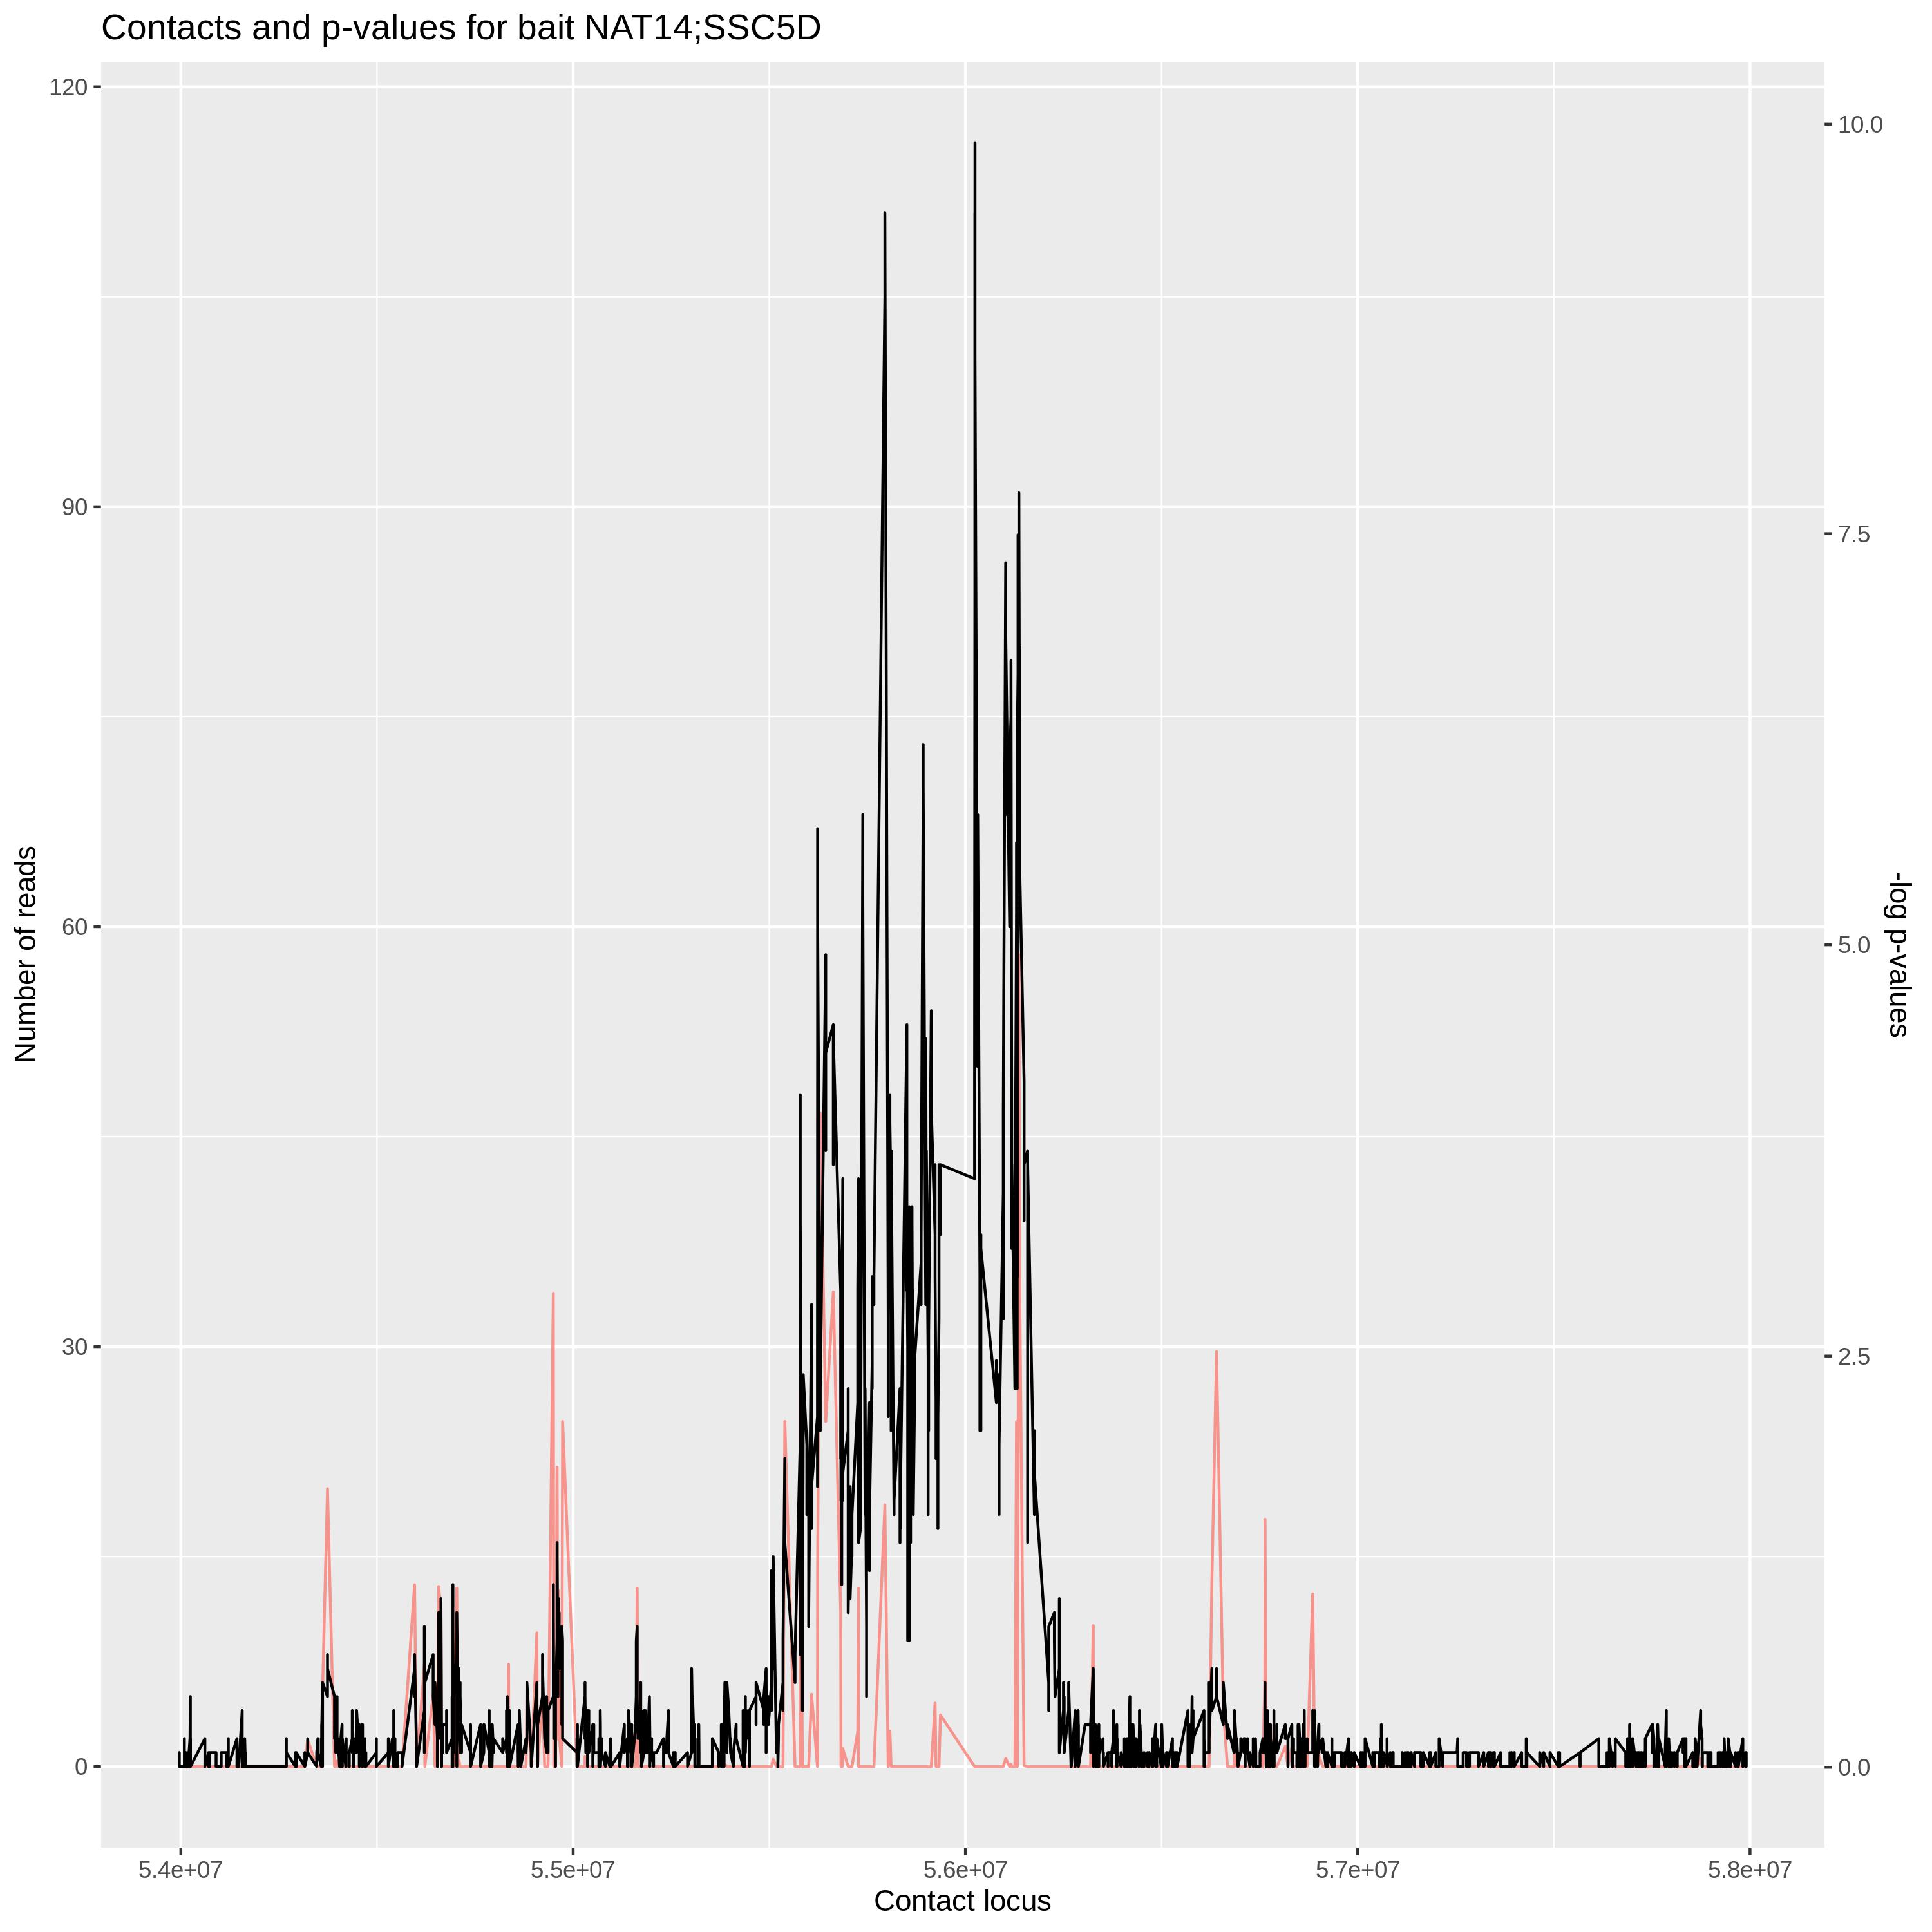 Contacts and p-values for bait NAT14;SSC5D
120
90
60
30
0
Number of reads
10.0
7.5
5.0
2.5
0.0
-log p-values
5.4e+07
5.5e+07
5.6e+07
5.7e+07
5.8e+07
Contact locus